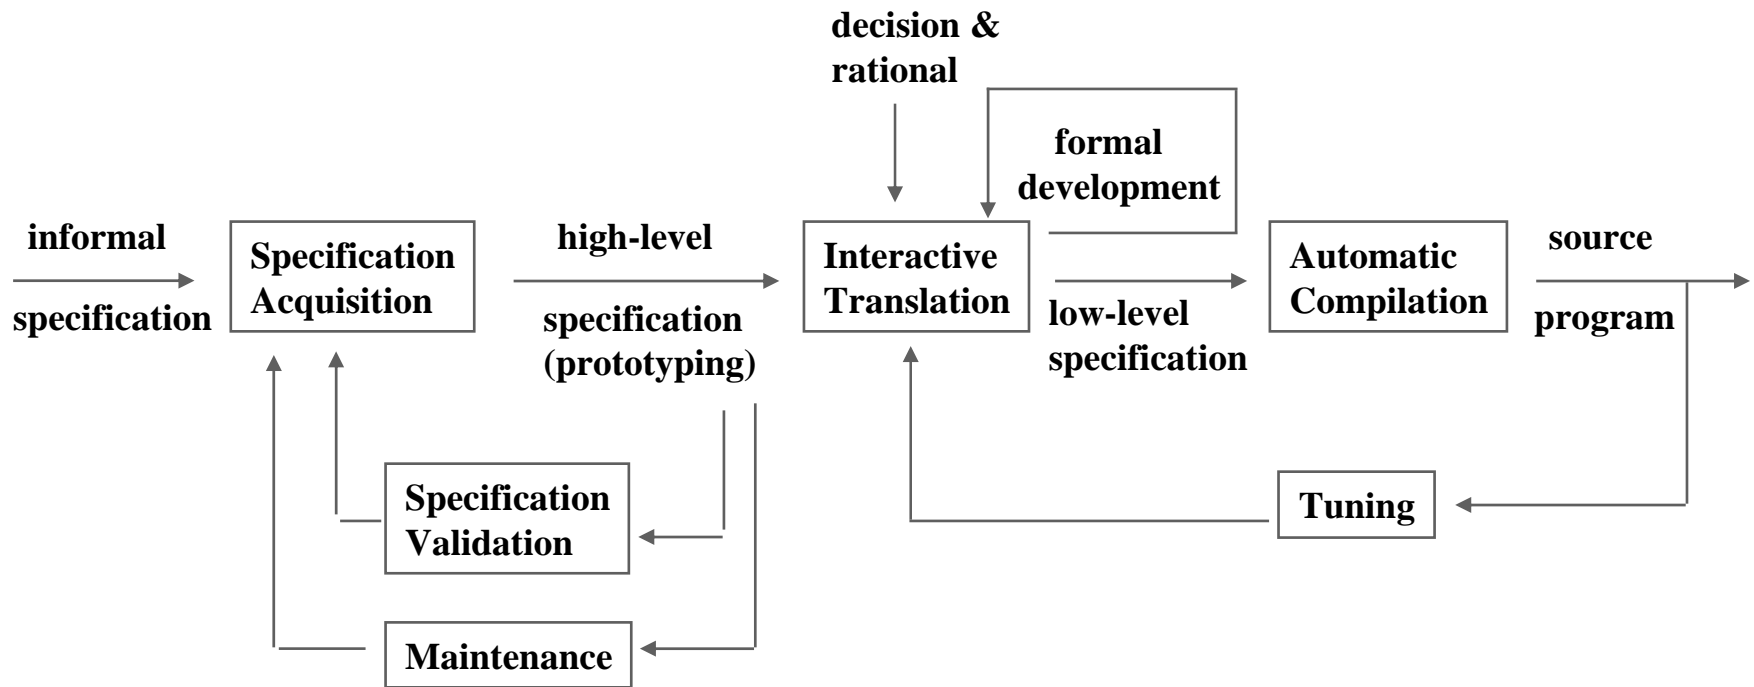 decision &
rational
formal
development
informal
specification
Specification
Acquisition
high-level
specification
(prototyping)
Interactive
Translation
low-level
specification
Automatic
Compilation
source
program
Specification
Validation
Tuning
Maintenance